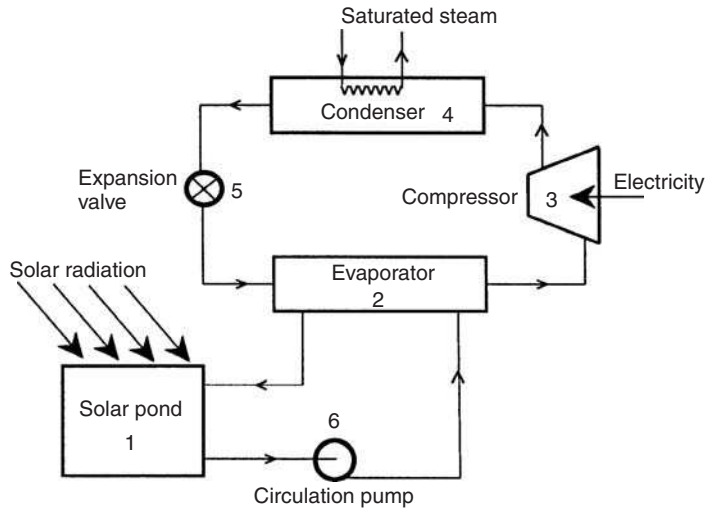 Saturated steam
Condenser 4
Expansion
valve
5
Compressor
3
Electricity
Solar radiation
Evaporator
2
Solar pond
1
6
Circulation pump